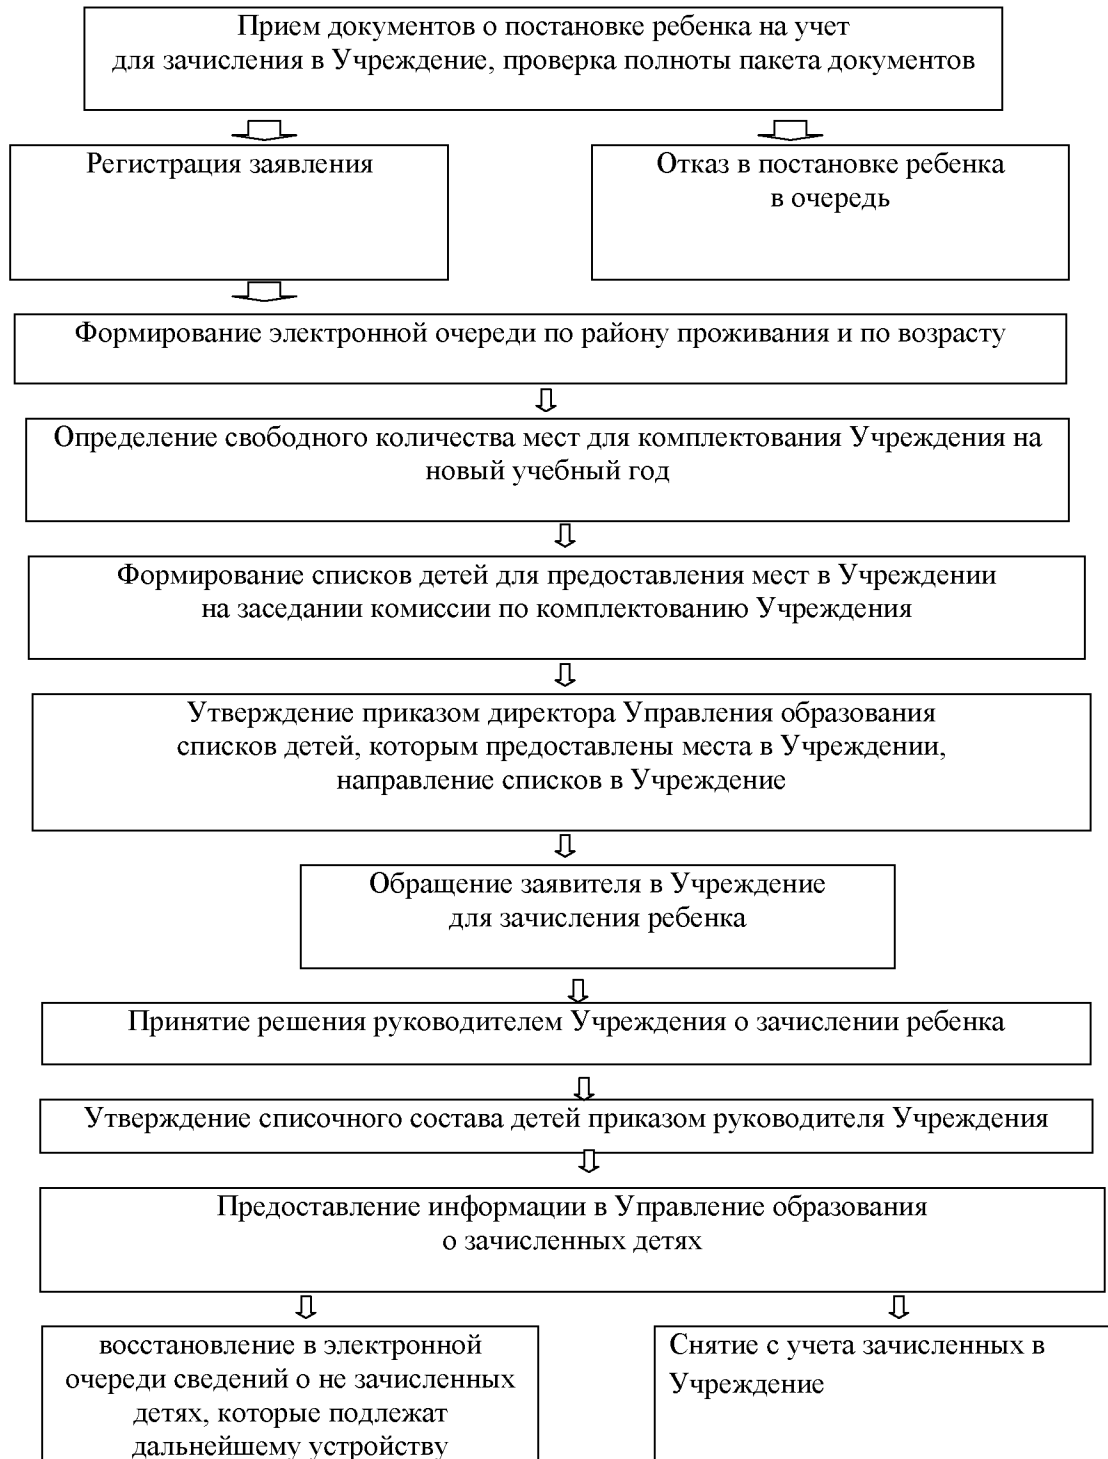 Прием документов о постановке ребенка на учет
для зачисления в Учреждение, проверка полноты пакета документов
Регистрация заявления
Отказ в постановке ребенка
в очередь
Формирование электронной очереди по району проживания и по возрасту
Определение свободного количества мест для комплектования Учреждения на
новый учебный год
Формирование списков детей для предоставления мест в Учреждении
на заседании комиссии по комплектованию Учреждения
Утверждение приказом директора Управления образования
списков детей, которым предоставлены места в Учреждении,
направление списков в Учреждение
Обращение заявителя в Учреждение
для зачисления ребенка
Принятие решения руководителем Учреждения о зачислении ребенка
Утверждение списочного состава детей приказом руководителя Учреждения
Предоставление информации в Управление образования
о зачисленных детях
восстановление в электронной
очереди сведений о не зачисленных
детях, которые подлежат
дальнейшему устройству
Снятие с учета зачисленных в
Учреждение